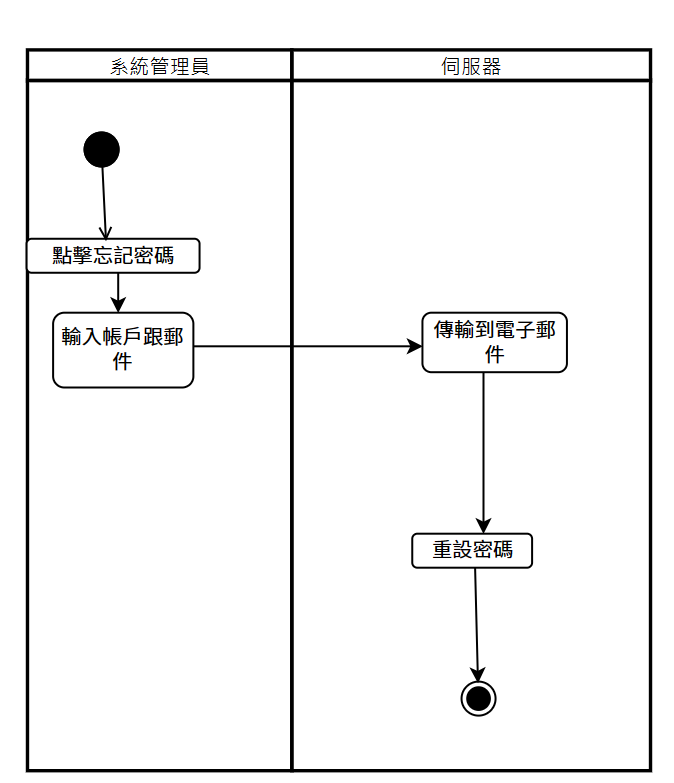 系統管理員
伺服器
點擊忘記密碼
輸入帳戶跟郵
件
傳輸到電子郵
件
重設密碼